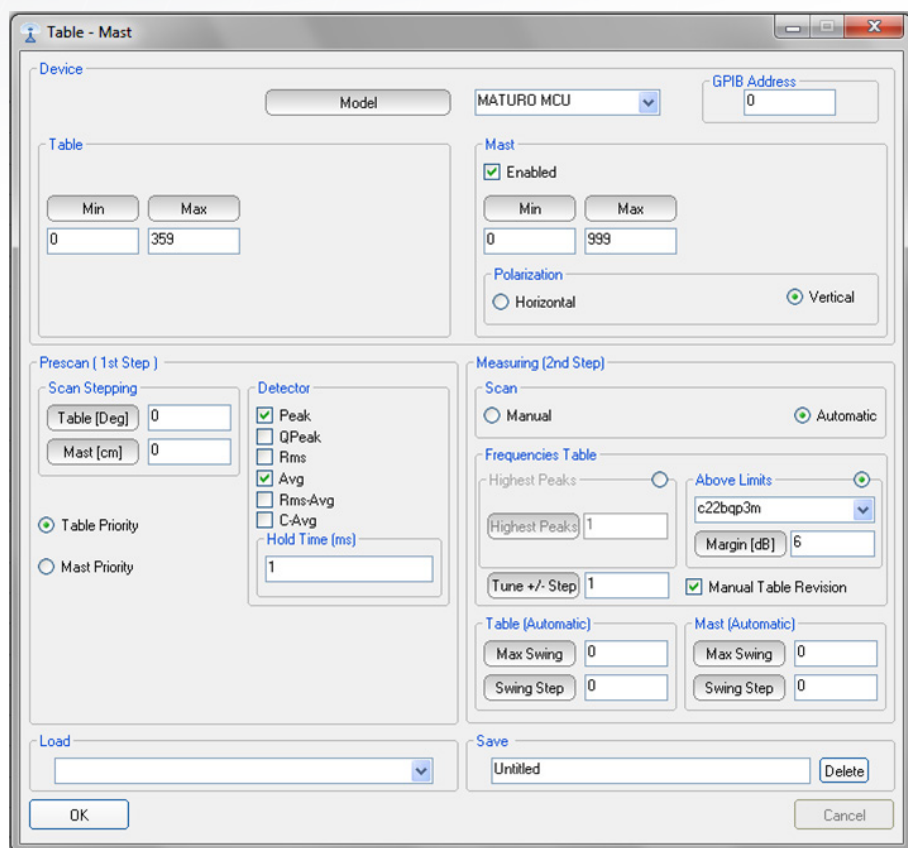 Table - Mast
Device
Model
MATURO MCU
GPIB Address
0
Table
Min
Max
0
359
Mast
Enabled
Min
Max
0
999
Polarization
Horizontal
Vertical
Prescan ( 1st Step )
Scan Stepping
Table [Deg]
0
Mast [cm]
0
Table Priority
Mast Priority
Detector
Peak
QPeak
Rms
Avg
Rms-Avg
C-Avg
Hold Time (ms)
1
Measuring (2nd Step)
Scan
Manual
Automatic
Frequencies Table
Highest Peaks
Highest Peaks
1
Above Limits
c22bqp3m
Margin [dB]
6
Tune +/- Step
1
Manual Table Revision
Table (Automatic)
Max Swing
0
Swing Step
0
Mast (Automatic)
Max Swing
0
Swing Step
0
Load
Save
Untitled
Delete
OK
Cancel